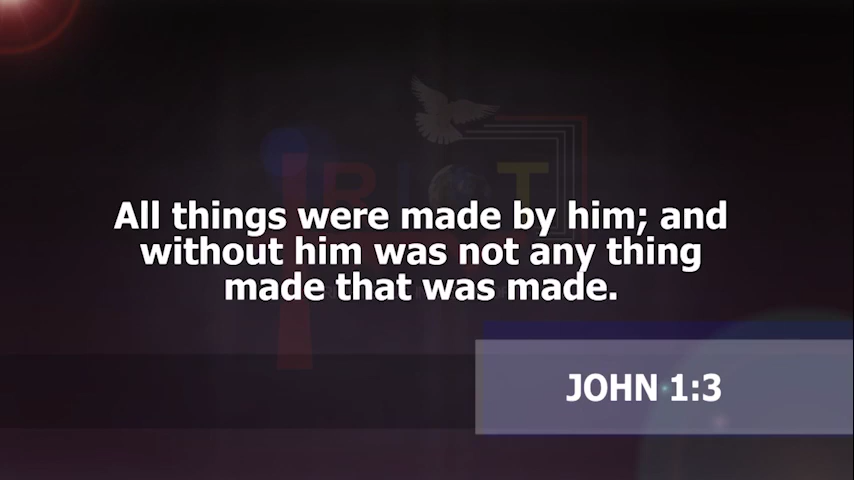 RIOT
All things were made by him; and
without him was not any thing
made that was made.
JOHN 1:3